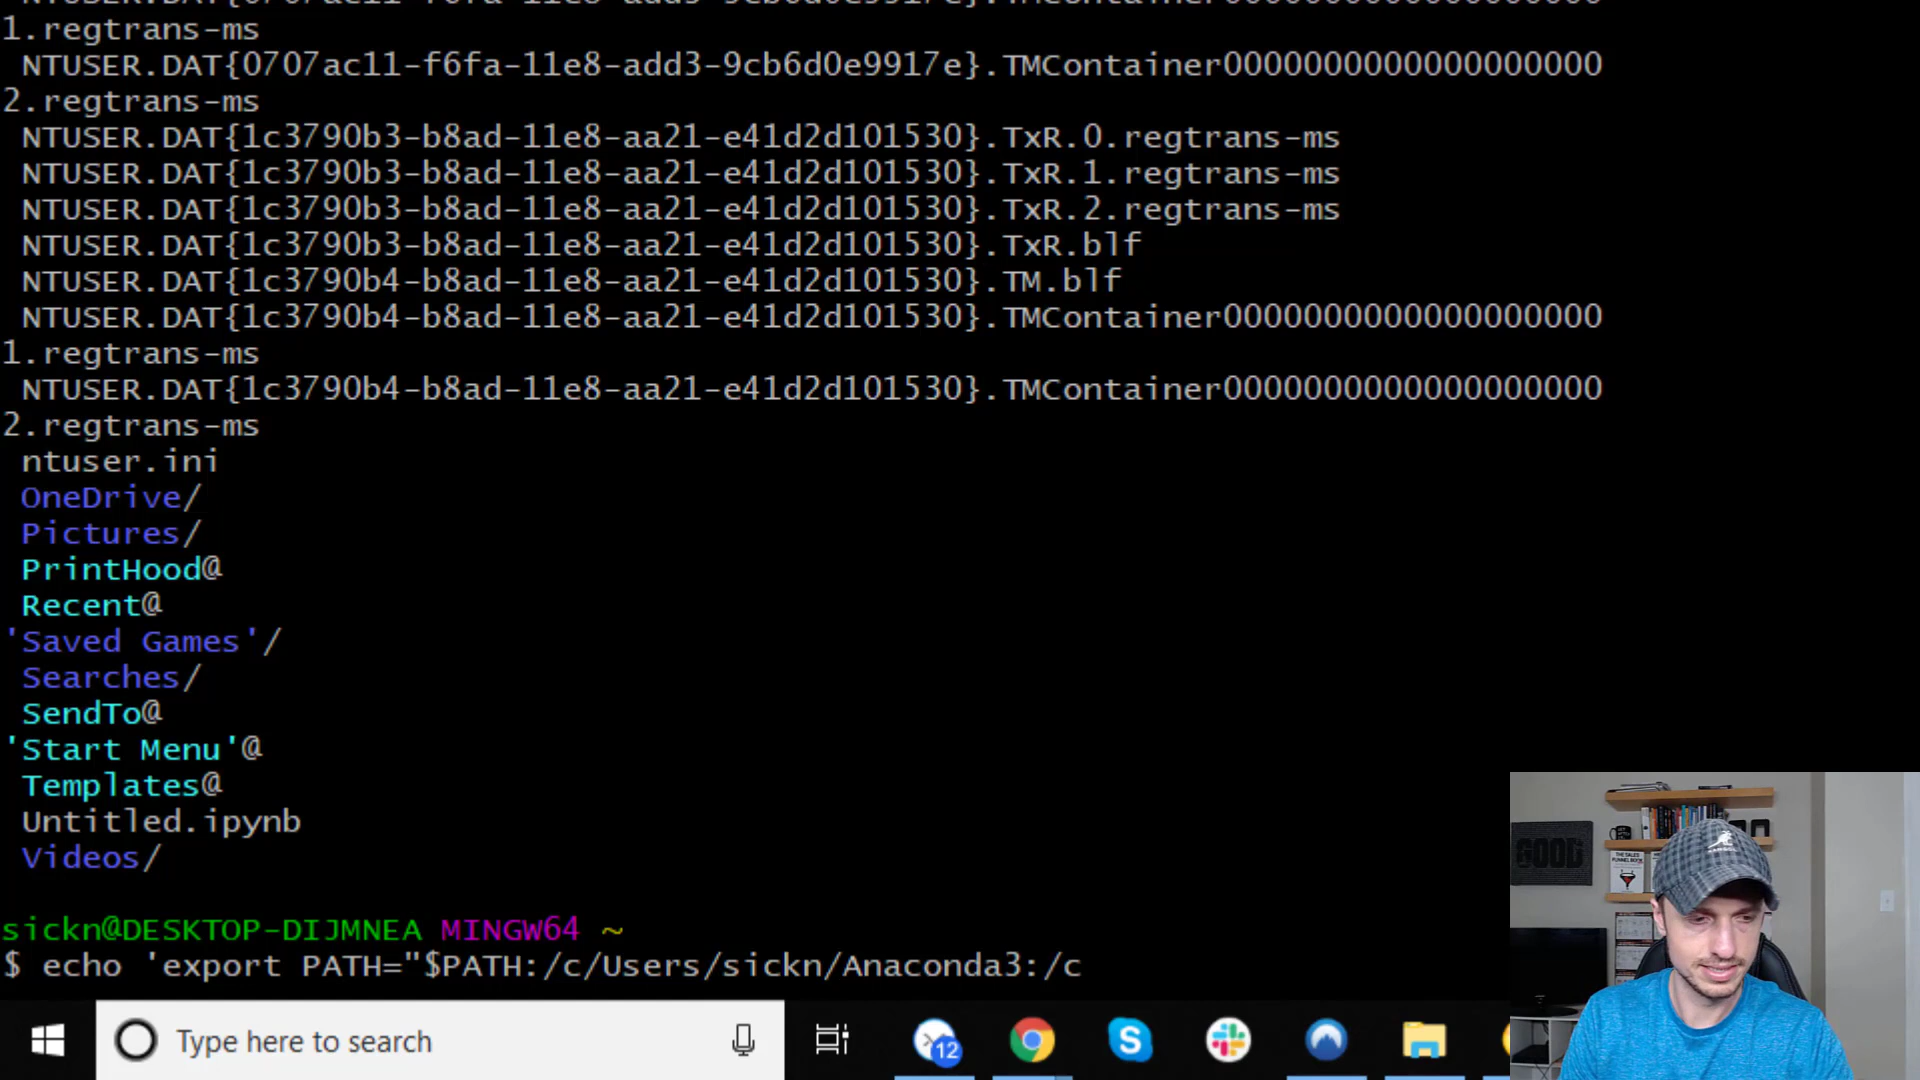 1.regtrans-ms
NTUSER.DAT{0707ac11-f6fa-11e8-add3-9cb6d0e9917e}.TMContainer0000000000000000000
2.regtrans-ms
NTUSER.DAT{1c3790b3-b8ad-11e8-aa21-e41d2d101530}.TxR.0.regtrans-ms
NTUSER.DAT{1c3790b3-b8ad-11e8-aa21-e41d2d101530}.TxR.1.regtrans-ms
NTUSER.DAT{1c3790b3-b8ad-11e8-aa21-e41d2d101530}.TxR.2.regtrans-ms
NTUSER.DAT{1c3790b3-b8ad-11e8-aa21-e41d2d101530}.TxR.blf
NTUSER.DAT{1c3790b4-b8ad-11e8-aa21-e41d2d101530}.TM.blf
NTUSER.DAT{1c3790b4-b8ad-11e8-aa21-e41d2d101530}.TMContainer0000000000000000000
1.regtrans-ms
NTUSER.DAT{1c3790b4-b8ad-11e8-aa21-e41d2d101530}.TMContainer0000000000000000000
2.regtrans-ms
ntuser.ini
OneDrive/
Pictures/
PrintHood@
Recent@
'Saved Games'/
Searches/
SendTo@
'Start Menu'@
Templates@
Untitled.ipynb
Videos/
sickn@DESKTOP-DIJMNEA MINGW64 ~
$ echo 'export PATH="$PATH:/c/Users/sickn/Anaconda3:/c
Type here to search
12
GOOD